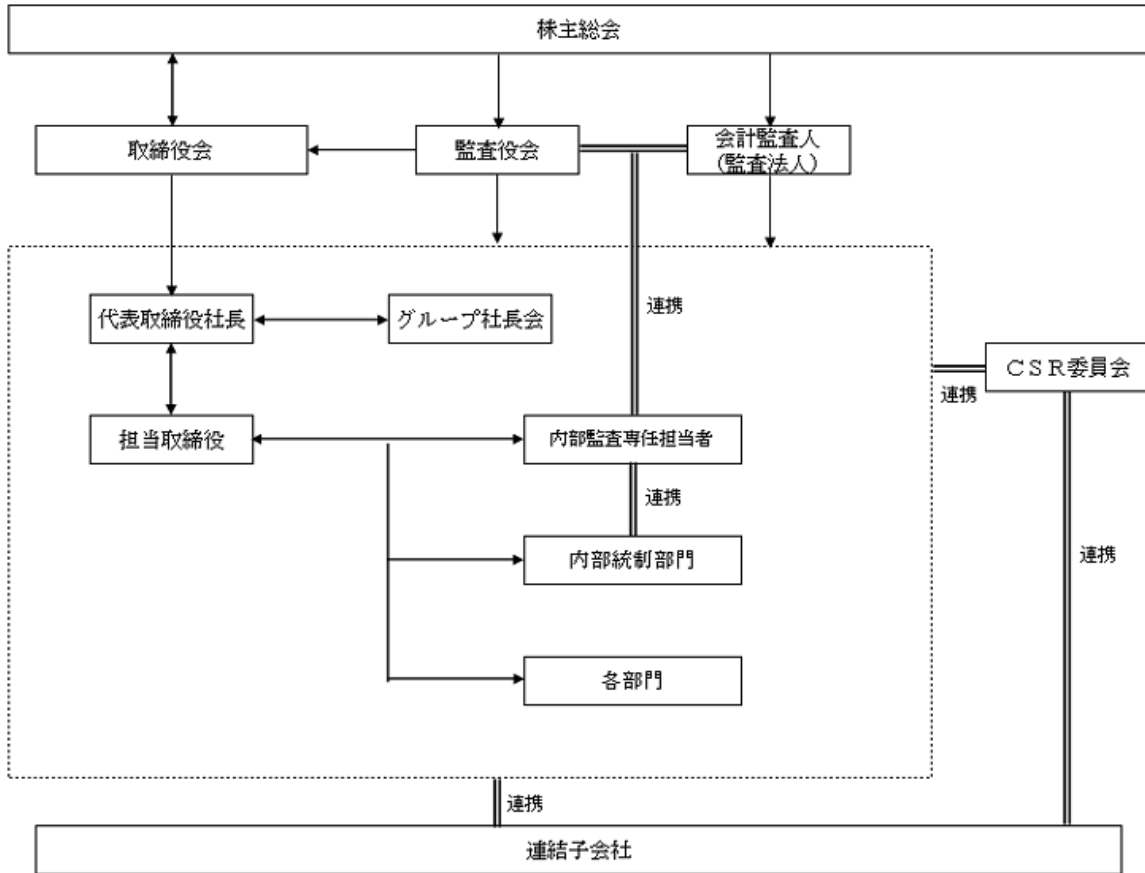 株主総会
取締役会
監査役会
会計監査人
(監査法人)
連携
代表取締役社長
グループ社長会
CSR委員会
連携
担当取締役
内部監査専任担当者
連携
内部統制部門
連携
各部門
連携
連結子会社